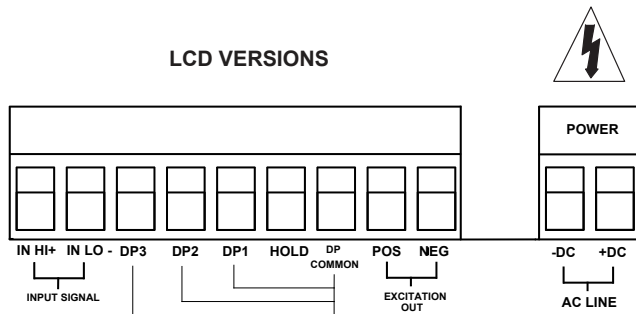 LCD VERSIONS
POWER
IN HI+ IN LO - DP3 DP2 DP1 HOLD DP COMMON POS NEG
-DC +DC
INPUT SIGNAL
EXCITATION OUT
AC LINE